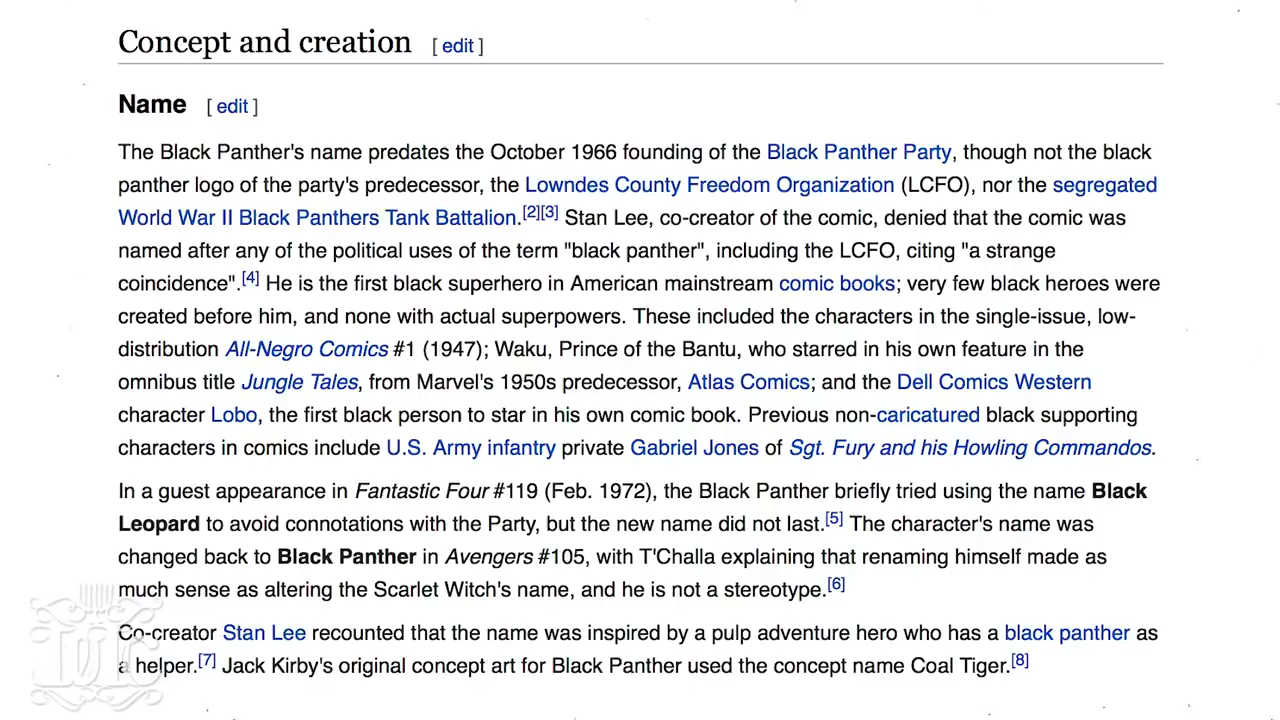 Concept and creation [ edit ]
Name [ edit ]
The Black Panther's name predates the October 1966 founding of the Black Panther Party, though not the black
panther logo of the party's predecessor, the Lowndes County Freedom Organization (LCFO), nor the segregated
World War II Black Panthers Tank Battalion.[2][3] Stan Lee, co-creator of the comic, denied that the comic was
named after any of the political uses of the term "black panther", including the LCFO, citing "a strange
coincidence".[4] He is the first black superhero in American mainstream comic books; very few black heroes were
created before him, and none with actual superpowers. These included the characters in the single-issue, low-
distribution All-Negro Comics #1 (1947); Waku, Prince of the Bantu, who starred in his own feature in the
omnibus title Jungle Tales, from Marvel's 1950s predecessor, Atlas Comics; and the Dell Comics Western
character Lobo, the first black person to star in his own comic book. Previous non-caricatured black supporting
characters in comics include U.S. Army infantry private Gabriel Jones of Sgt. Fury and his Howling Commandos.
In a guest appearance in Fantastic Four #119 (Feb. 1972), the Black Panther briefly tried using the name Black
Leopard to avoid connotations with the Party, but the new name did not last.[5] The character's name was
changed back to Black Panther in Avengers #105, with T'Challa explaining that renaming himself made as
much sense as altering the Scarlet Witch's name, and he is not a stereotype.[6]
Co-creator Stan Lee recounted that the name was inspired by a pulp adventure hero who has a black panther as
a helper.[7] Jack Kirby's original concept art for Black Panther used the concept name Coal Tiger.[8]